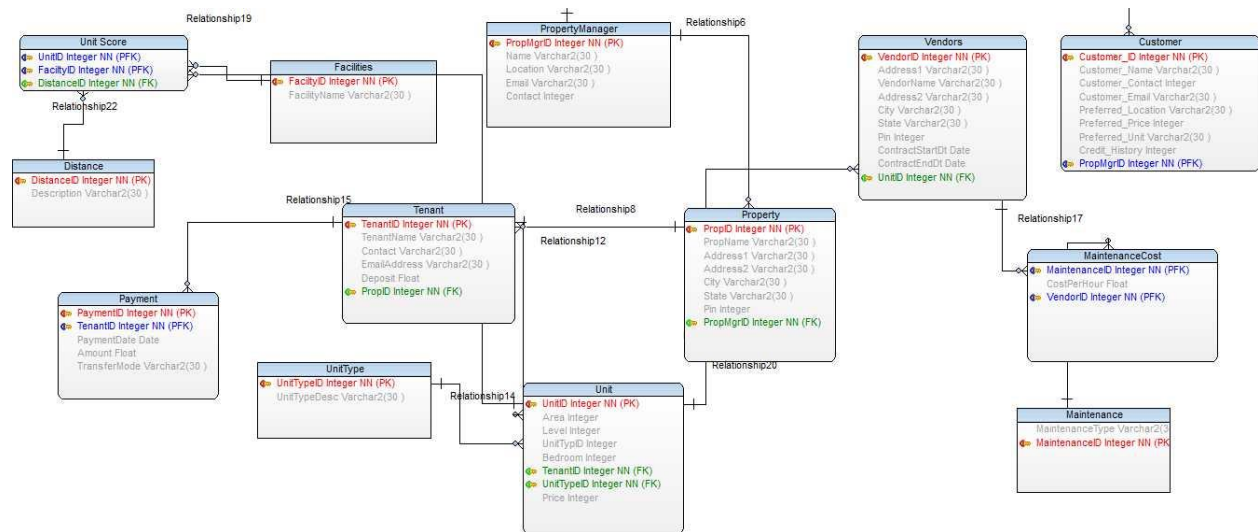 Relationship19
Unit Score
UnitID Integer NN (PFK)
FaciltyID Integer NN (PFK)
DistanceID Integer NN (FK)
Relationship22
Facilities
FaciltyID Integer NN (PK)
FacilityName Varchar2(30 )
PropertyManager
PropMgrID Integer NN (PK)
Name Varchar2(30 )
Location Varchar2(30 )
Email Varchar2(30 )
Contact Integer
Relationship6
Vendors
VendorID Integer NN (PK)
Address1 Varchar2(30 )
VendorName Varchar2(30 )
Address2 Varchar2(30 )
City Varchar2(30 )
State Varchar2(30 )
Pin Integer
ContractStartDt Date
ContractEndDt Date
UnitID Integer NN (FK)
Customer
Customer_ID Integer NN (PK)
Customer_Name Varchar2(30 )
Customer_Contact Integer
Customer_Email Varchar2(30 )
Preferred_Location Varchar2(30 )
Preferred_Price Integer
Preferred_Unit Varchar2(30 )
Credit_History Integer
PropMgrID Integer NN (PFK)
Distance
DistanceID Integer NN (PK)
Description Varchar2(30 )
Relationship15
Tenant
TenantID Integer NN (PK)
TenantName Varchar2(30 )
Contact Varchar2(30 )
EmailAddress Varchar2(30 )
Deposit Float
PropID Integer NN (FK)
Relationship8
Relationship12
Property
PropID Integer NN (PK)
PropName Varchar2(30 )
Address1 Varchar2(30 )
Address2 Varchar2(30 )
City Varchar2(30 )
State Varchar2(30 )
Pin Integer
PropMgrID Integer NN (FK)
Relationship17
MaintenanceCost
MaintenanceID Integer NN (PFK)
CostPerHour Float
VendorID Integer NN (PFK)
Payment
PaymentID Integer NN (PK)
TenantID Integer NN (PFK)
PaymentDate Date
Amount Float
TransferMode Varchar2(30 )
UnitType
UnitTypeID Integer NN (PK)
UnitTypeDesc Varchar2(30 )
Relationship14
Unit
UnitID Integer NN (PK)
Area Integer
Level Integer
UnitTypID Integer
Bedroom Integer
TenantID Integer NN (FK)
UnitTypeID Integer NN (FK)
Price Integer
Relationship20
Maintenance
MaintenanceType Varchar2(3
MaintenanceID Integer NN (PK